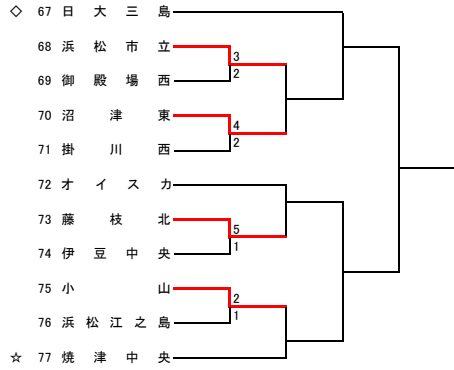 ◇ 67 日大三島
68 浜松市立
3
2
69 御殿場西
70 沼津東
4
2
71 掛川西
72 オイスカ
73 藤枝北
5
1
74 伊豆中央
75 小山
2
1
76 浜松江之島
☆ 77 焼津中央